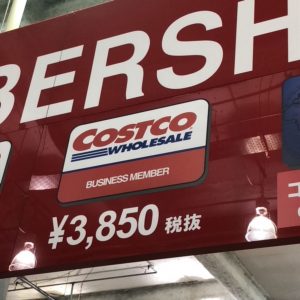 BERSH
COSTCO
WHOLESALE
BUSINESS MEMBER
¥3,850 税抜